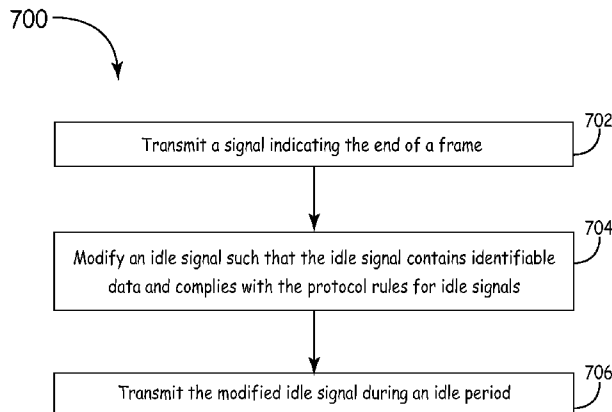 700
702
Transmit a signal indicating the end of a frame
704
Modify an idle signal such that the idle signal contains identifiable
data and complies with the protocol rules for idle signals
706
Transmit the modified idle signal during an idle period